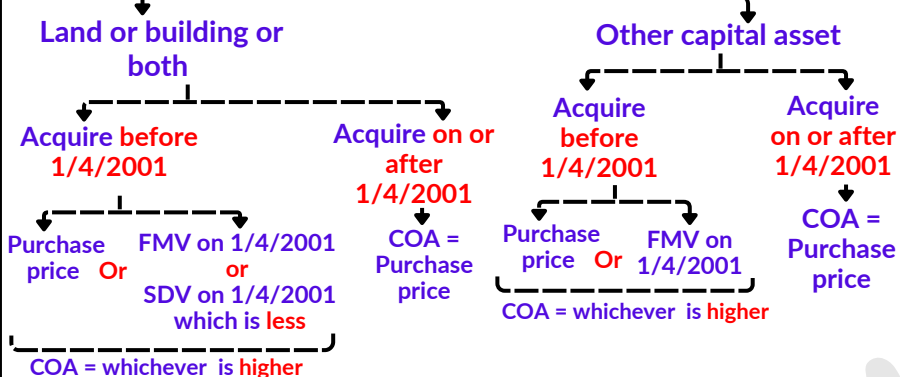 Land or building or
both
Acquire before
1/4/2001
Purchase
price Or
FMV on 1/4/2001
or
SDV on 1/4/2001
which is less
COA = whichever is higher
Acquire on or
after
1/4/2001
COA =
Purchase
price
Other capital asset
Acquire
before
1/4/2001
Purchase
price Or
FMV on
1/4/2001
COA = whichever is higher
Acquire
on or after
1/4/2001
COA =
Purchase
price